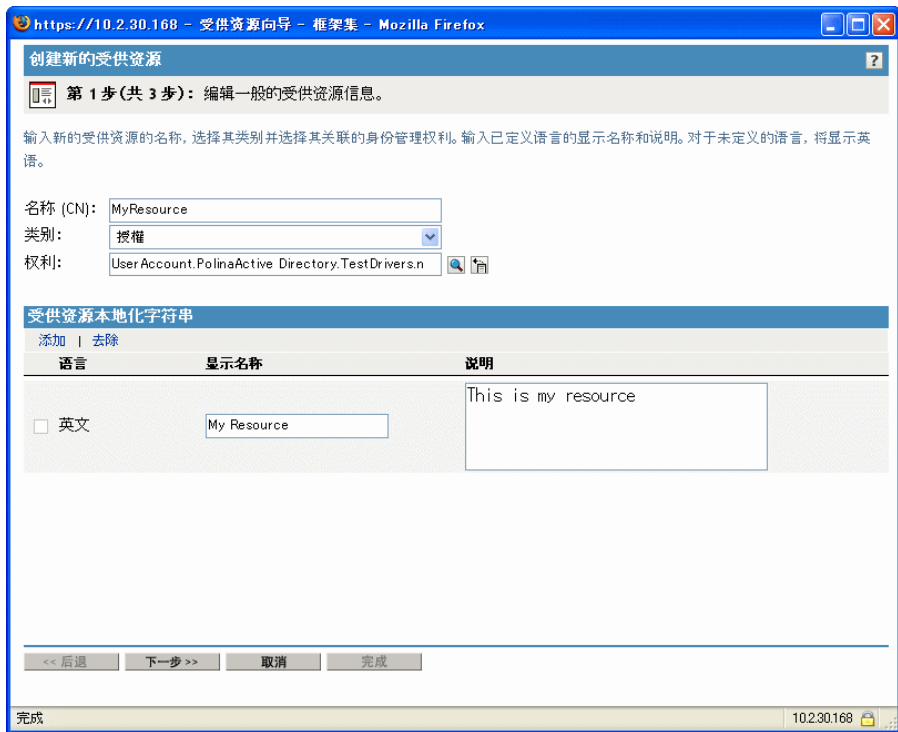 https://10.2.30.168 - 受供资源向导 - 框架集 - Mozilla Firefox
创建新的受供资源
?
第 1 步(共 3 步): 编辑一般的受供资源信息。
输入新的受供资源的名称, 选择其类别并选择其关联的身份管理权利。输入已定义语言的显示名称和说明。对于未定义的语言, 将显示英
语。
名称 (CN): MyResource
类别: 授權
权利: UserAccount.PolinaActive Directory.TestDrivers.n
受供资源本地化字符串
添加 | 去除
语言 显示名称 说明
英文 My Resource This is my resource
<< 后退 下一步 >> 取消 完成
完成 10.2.30.168